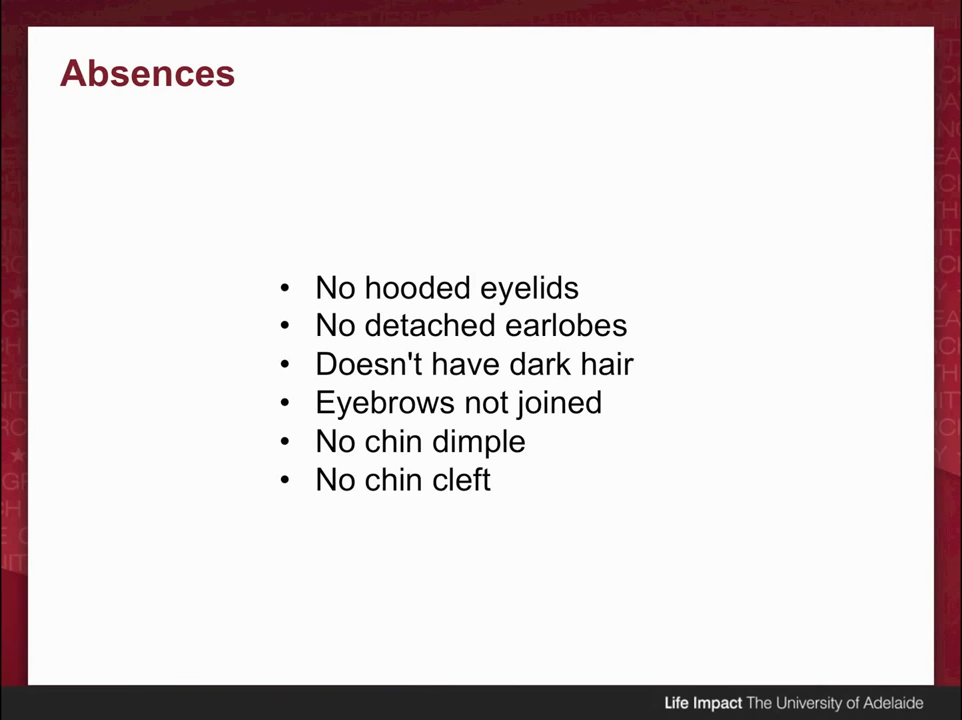 Absences
• No hooded eyelids
• No detached earlobes
• Doesn't have dark hair
• Eyebrows not joined
• No chin dimple
• No chin cleft
Life Impact The University of Adelaide